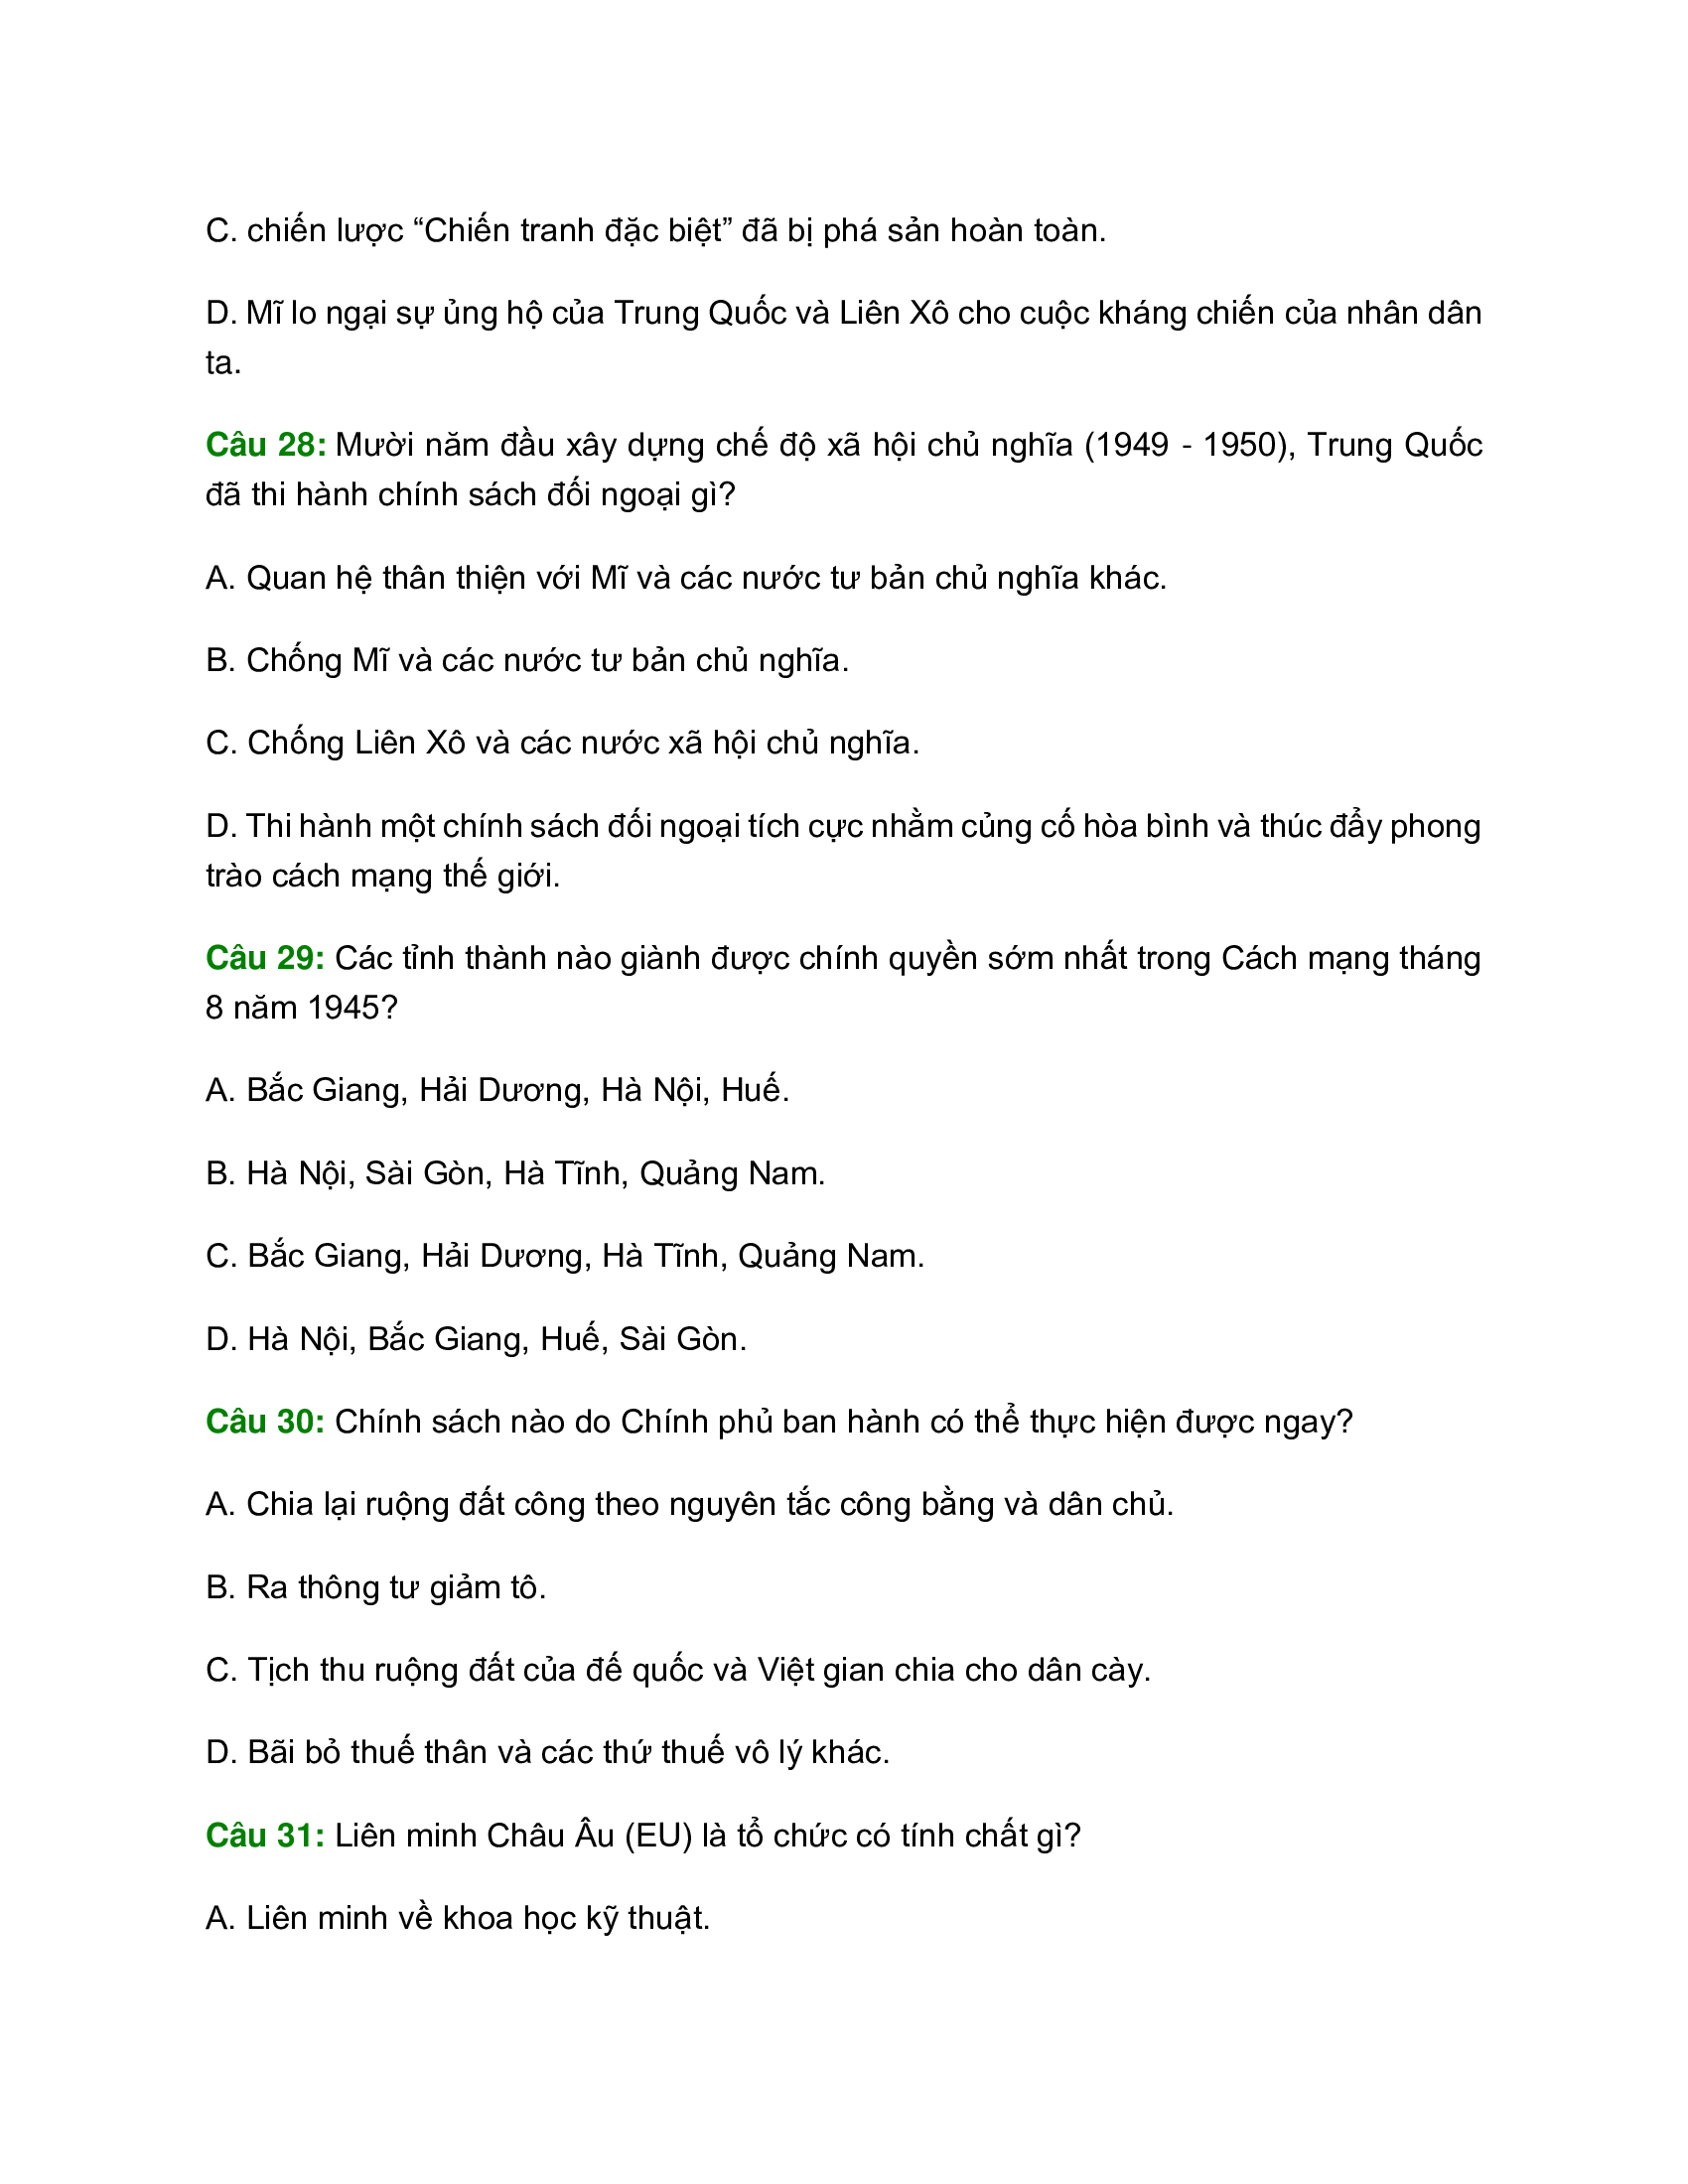 C. chiến lược “Chiến tranh đặc biệt” đã bị phá sản hoàn toàn.
D. Mĩ lo ngại sự ủng hộ của Trung Quốc và Liên Xô cho cuộc kháng chiến của nhân dân
ta.
Câu 28: Mười năm đầu xây dựng chế độ xã hội chủ nghĩa (1949 - 1950), Trung Quốc
đã thi hành chính sách đối ngoại gì?
A. Quan hệ thân thiện với Mĩ và các nước tư bản chủ nghĩa khác.
B. Chống Mĩ và các nước tư bản chủ nghĩa.
C. Chống Liên Xô và các nước xã hội chủ nghĩa.
D. Thi hành một chính sách đối ngoại tích cực nhằm củng cố hòa bình và thúc đẩy phong
trào cách mạng thế giới.
Câu 29: Các tỉnh thành nào giành được chính quyền sớm nhất trong Cách mạng tháng
8 năm 1945?
A. Bắc Giang, Hải Dương, Hà Nội, Huế.
B. Hà Nội, Sài Gòn, Hà Tĩnh, Quảng Nam.
C. Bắc Giang, Hải Dương, Hà Tĩnh, Quảng Nam.
D. Hà Nội, Bắc Giang, Huế, Sài Gòn.
Câu 30: Chính sách nào do Chính phủ ban hành có thể thực hiện được ngay?
A. Chia lại ruộng đất công theo nguyên tắc công bằng và dân chủ.
B. Ra thông tư giảm tô.
C. Tịch thu ruộng đất của đế quốc và Việt gian chia cho dân cày.
D. Bãi bỏ thuế thân và các thứ thuế vô lý khác.
Câu 31: Liên minh Châu Âu (EU) là tổ chức có tính chất gì?
A. Liên minh về khoa học kỹ thuật.